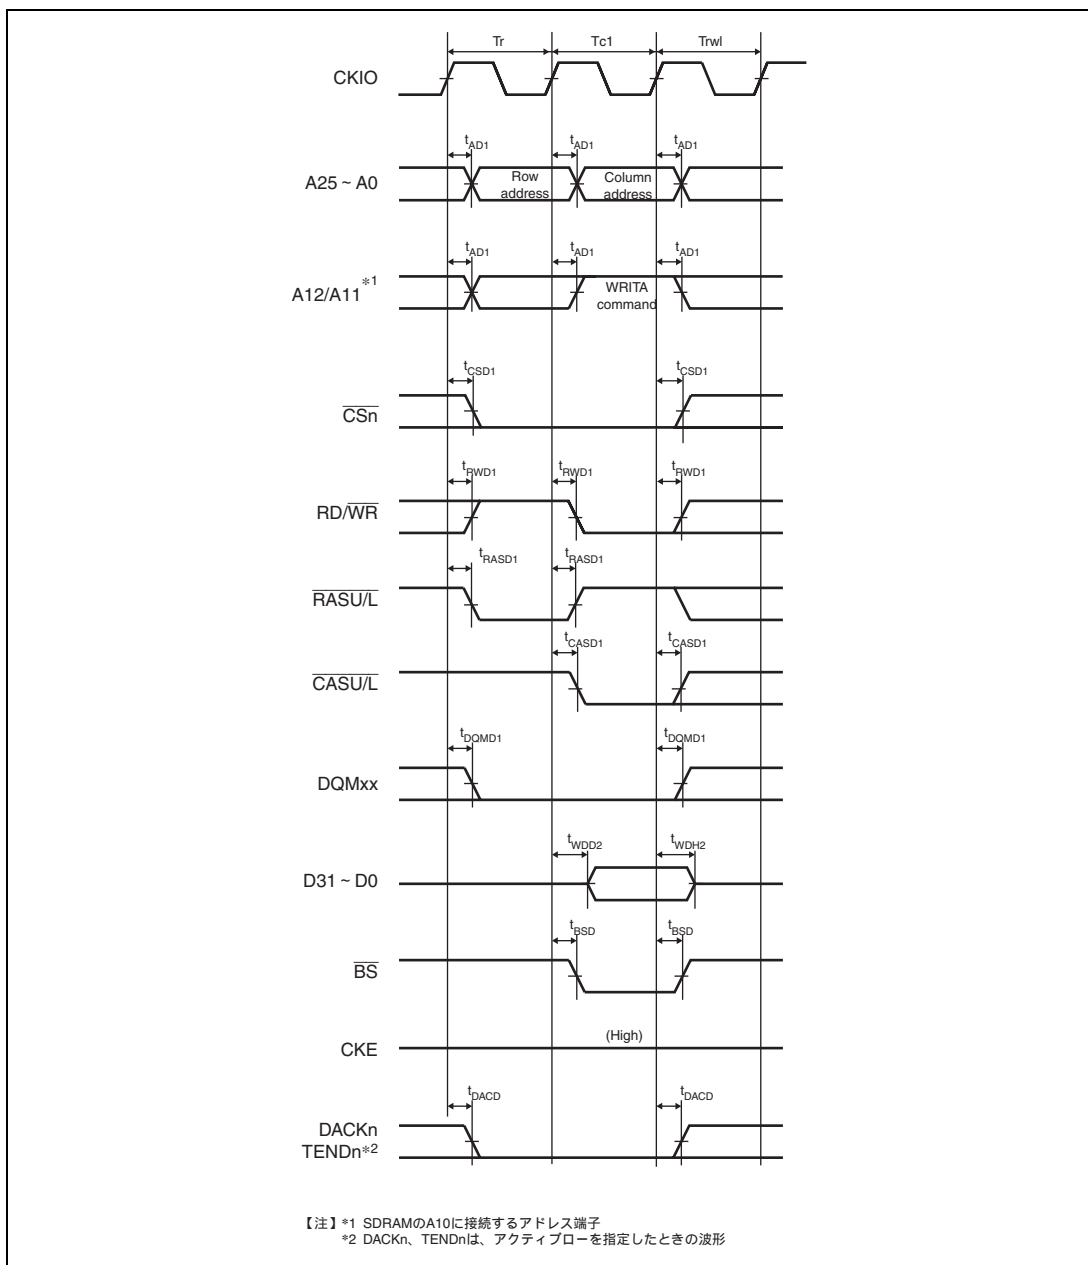 Tr Tc1 Trwl
CKIO
tAD1 tAD1 tAD1
A25 ~ A0
Row address
Column address
tAD1 tAD1 tAD1
A12/A11*1
WRITA command
tCSD1 tCSD1
CSn
tRWD1 tRWD1 tRWD1
RD/WR
tRASD1 tRASD1
RASU/L
tCASD1 tCASD1
CASU/L
tDQMD1 tDQMD1
DQMxx
tWDD2 tWDH2
D31 ~ D0
tBSD tBSD
BS
(High)
CKE
tDACD tDACD
DACKn
TENDn*2
【注】*1 SDRAMのA10に接続するアドレス端子
*2 DACKn、TENDnは、アクティブローを指定したときの波形